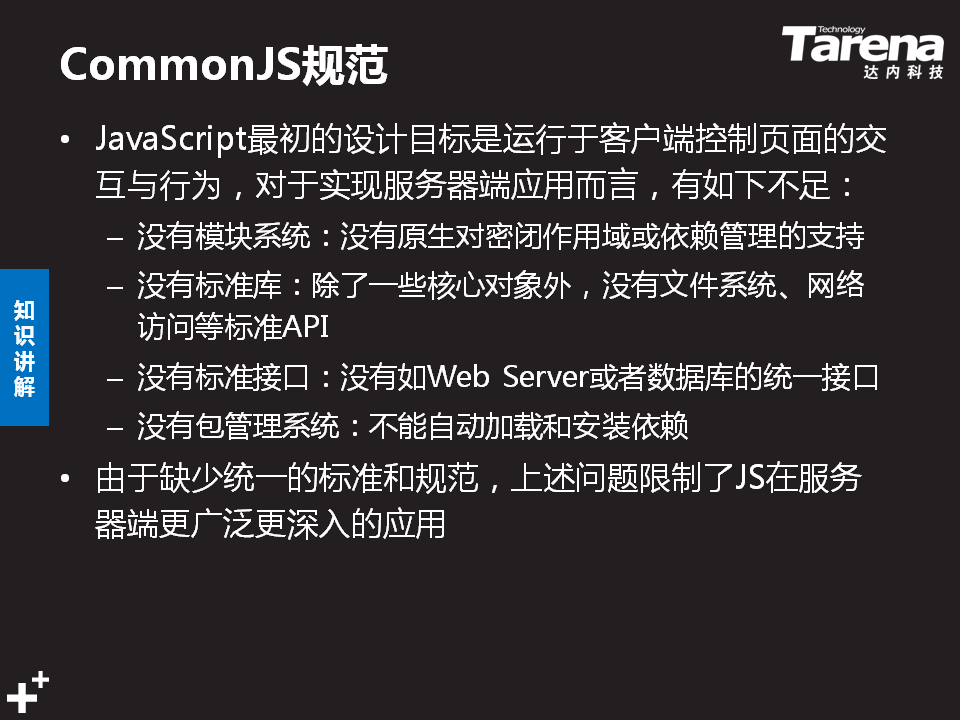 CommonJS规范
Technology
Tarena
达内科技
• JavaScript最初的设计目标是运行于客户端控制页面的交
互与行为，对于实现服务器端应用而言，有如下不足：
– 没有模块系统：没有原生对密闭作用域或依赖管理的支持
– 没有标准库：除了一些核心对象外，没有文件系统、网络
访问等标准API
– 没有标准接口：没有如Web Server或者数据库的统一接口
– 没有包管理系统：不能自动加载和安装依赖
• 由于缺少统一的标准和规范，上述问题限制了JS在服务
器端更广泛更深入的应用
知识讲解